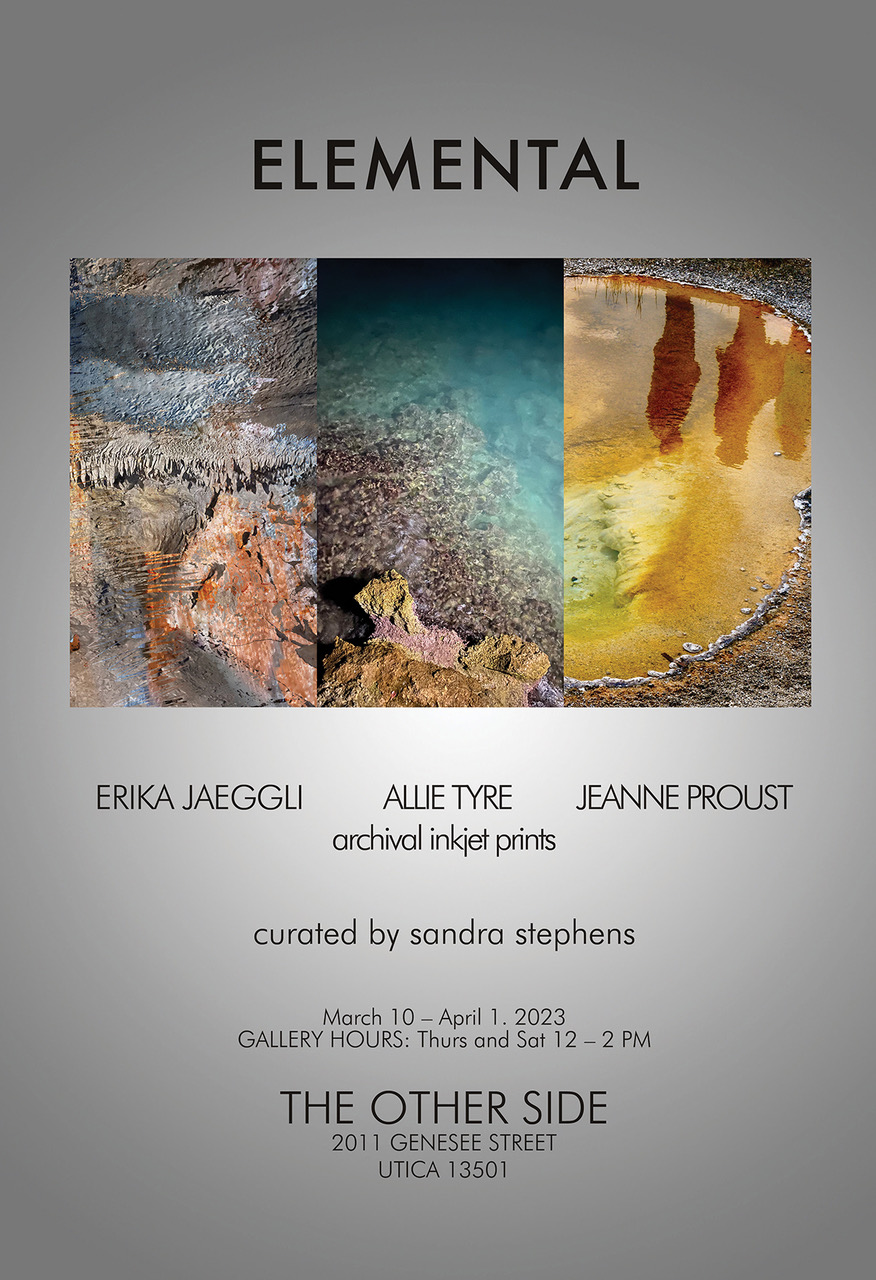 ELEMENTAL
ERIKA JAEGGLI ALLIE TYRE JEANNE PROUST
archival inkjet prints
curated by sandra stephens
March 10 – April 1. 2023
GALLERY HOURS: Thurs and Sat 12 – 2 PM
THE OTHER SIDE
2011 GENESEE STREET
UTICA 13501